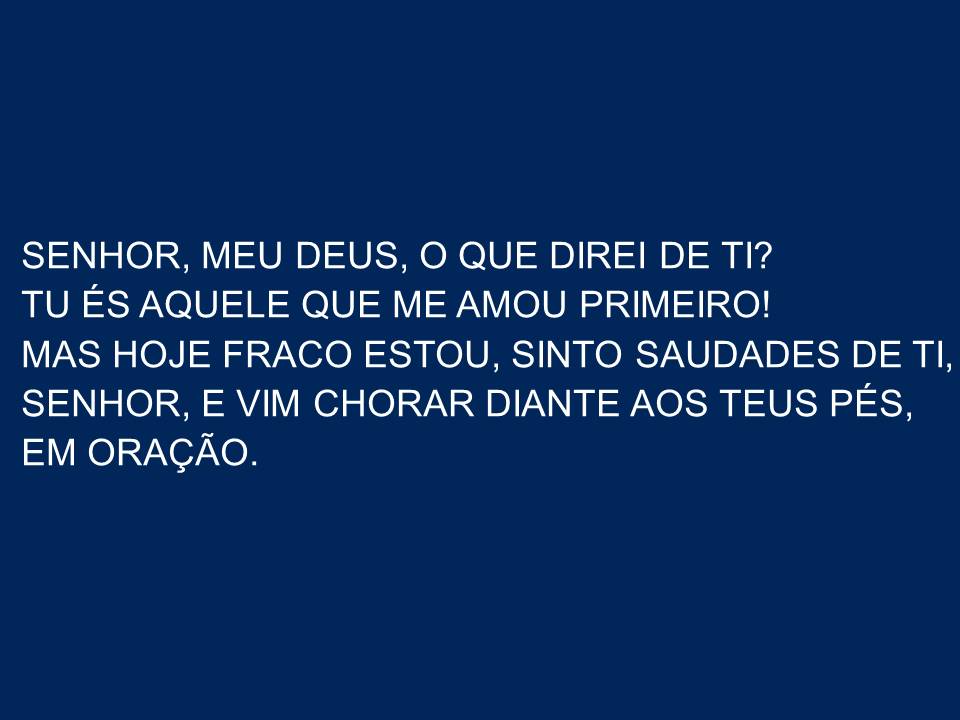 SENHOR, MEU DEUS, O QUE DIREI DE TI?
TU ÉS AQUELE QUE ME AMOU PRIMEIRO!
MAS HOJE FRACO ESTOU, SINTO SAUDADES DE TI,
SENHOR, E VIM CHORAR DIANTE AOS TEUS PÉS,
EM ORAÇÃO.